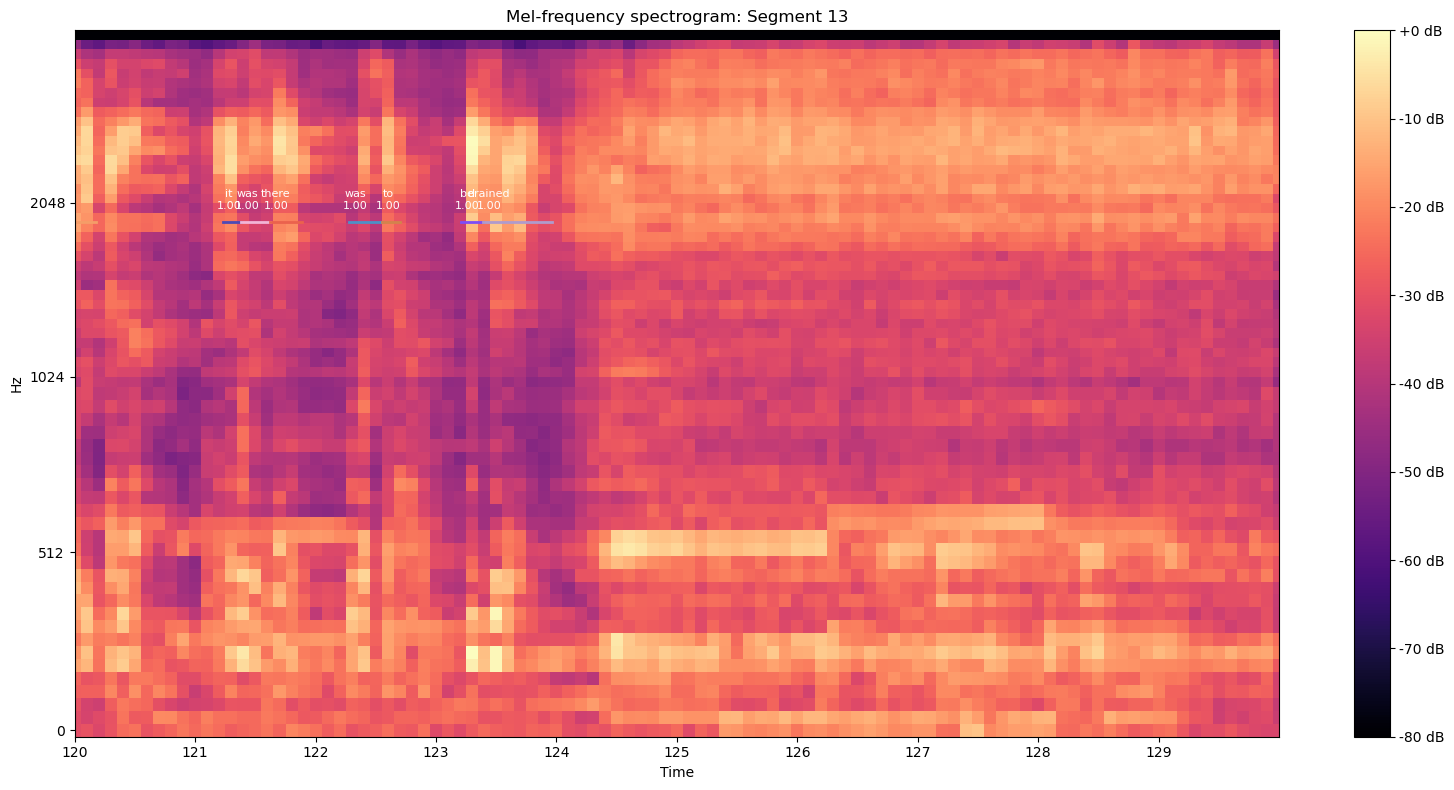 Mel-frequency spectrogram: Segment 13
+0 dB
-10 dB
-20 dB
-30 dB
-40 dB
-50 dB
-60 dB
-70 dB
-80 dB
Hz
2048
1024
512
0
it was there was to be drained
1.00 1.00 1.00 1.00 1.00 1.00 1.00
120 121 122 123 124 125 126 127 128 129
Time